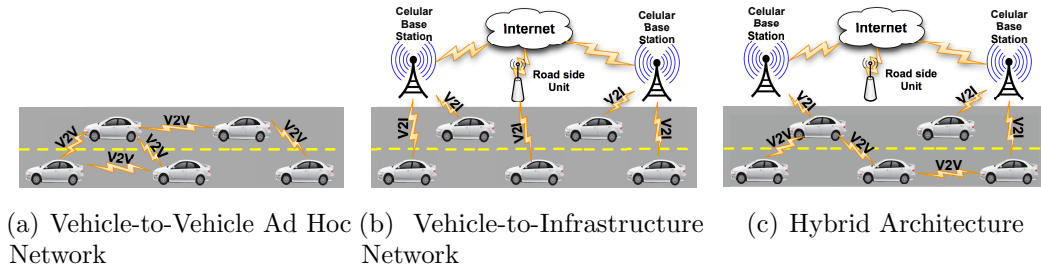 V2V
V2V
V2V
V2V
V2V
(a) Vehicle-to-Vehicle Ad Hoc
Network
Celular
Base
Station
Internet
Celular
Base
Station
Road side
Unit
V2I
V2I
V2I
V2I
V2I
(b) Vehicle-to-Infrastructure
Network
Celular
Base
Station
Internet
Celular
Base
Station
Road side
Unit
V2I
V2I
V2I
V2V
V2V
V2V
(c) Hybrid Architecture